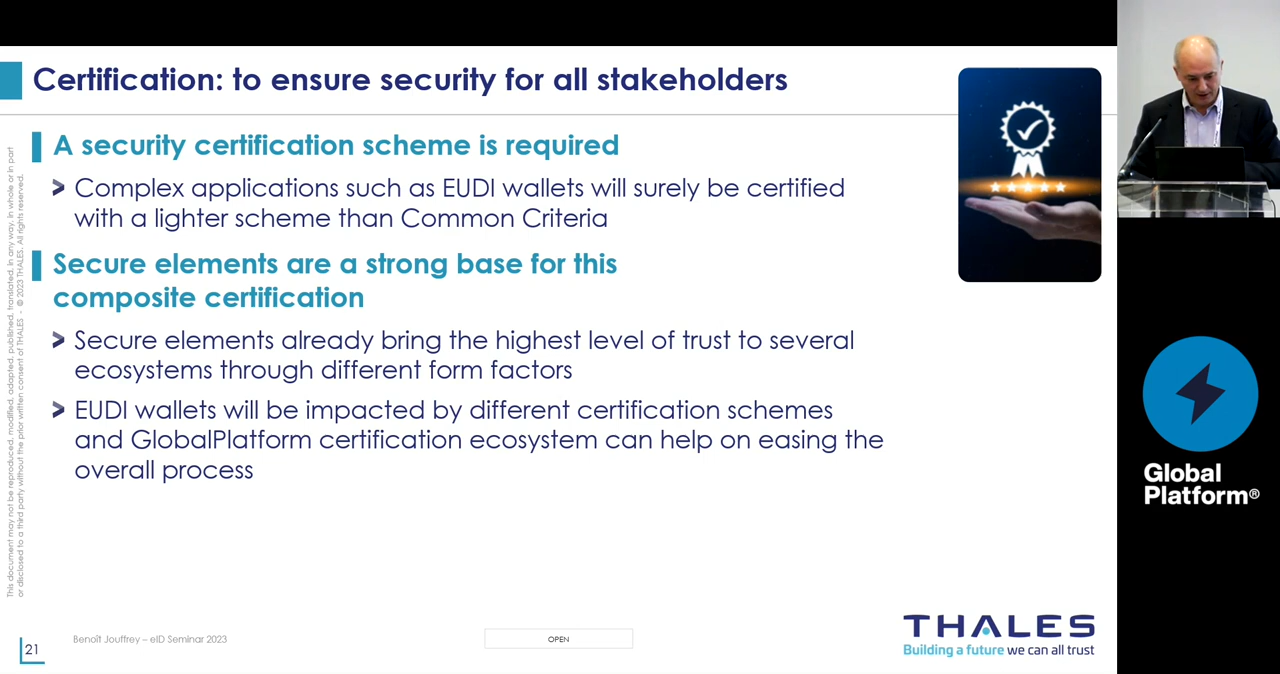 Certification: to ensure security for all stakeholders
A security certification scheme is required
Complex applications such as EUDI wallets will surely be certified
with a lighter scheme than Common Criteria
Secure elements are a strong base for this
composite certification
Secure elements already bring the highest level of trust to several
ecosystems through different form factors
EUDI wallets will be impacted by different certification schemes
and GlobalPlatform certification ecosystem can help on easing the
overall process
This document may not be reproduced, modified, adapted, published, translated, in any way, in whole or in part
or disclosed to a third party without the prior written consent of THALES - © 2023 THALES. All rights reserved.
21
Benoît Jouffrey – eID Seminar 2023
OPEN
THALES
Building a future we can all trust
Global
Platform®